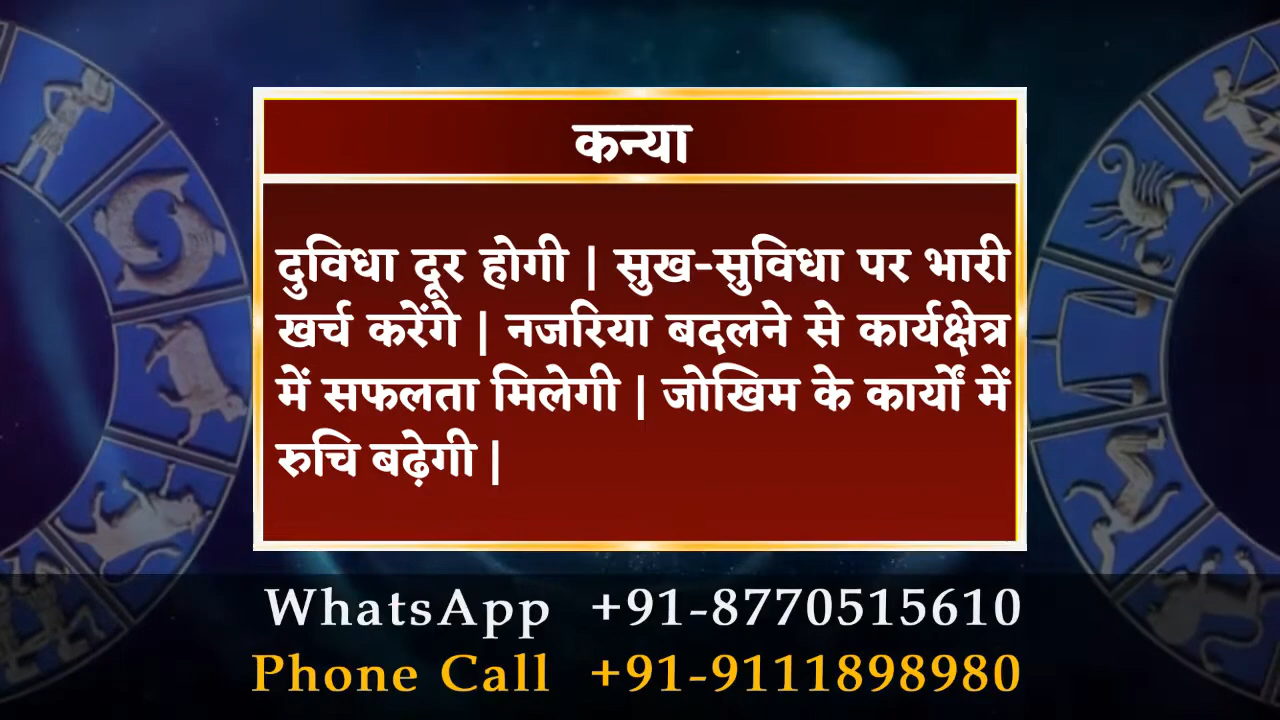 कन्या
दुविधा दूर होगी | सुख-सुविधा पर भारी
खर्च करेंगे | नजरिया बदलने से कार्यक्षेत्र
में सफलता मिलेगी | जोखिम के कार्यों में
रुचि बढ़ेगी |
WhatsApp +91-8770515610
Phone Call +91-9111898980